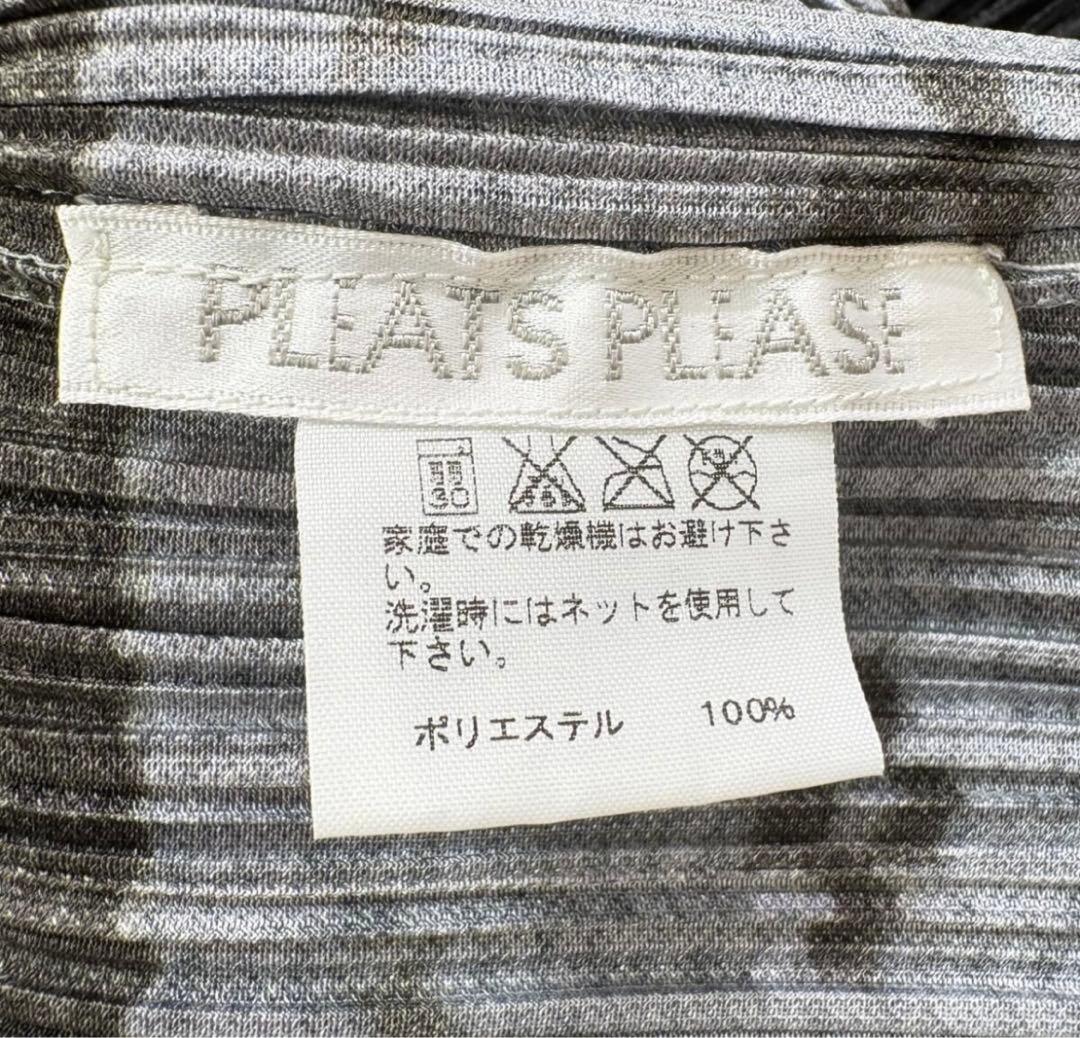 PLEATS PLEASE
弱 30
家庭での乾燥機はお避け下さ
い。
洗濯時にはネットを使用して
下さい。
ポリエステル 100%